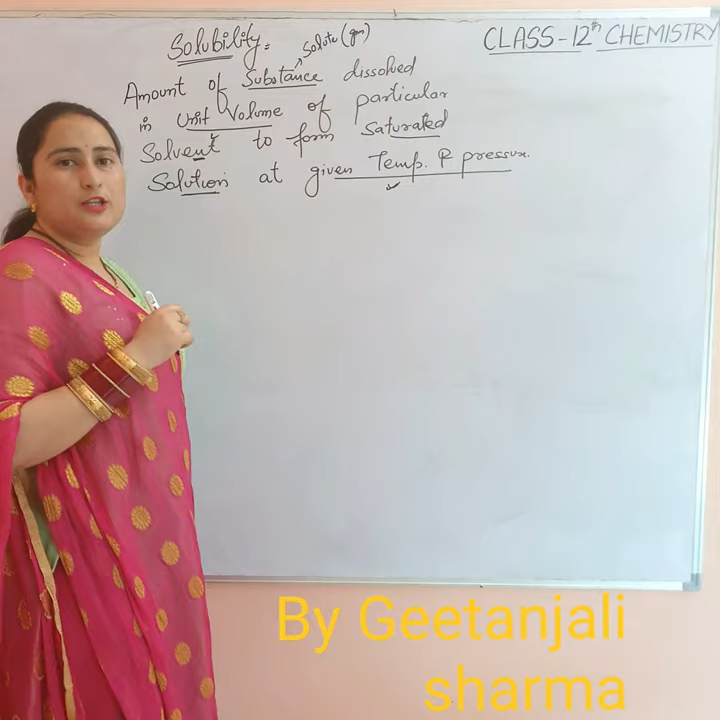 Solubility = Solute (gm)
CLASS - 12th CHEMISTRY
Amount of Substance dissolved
in Unit Volume of particular
Solvent to form Saturated
Solution at given Temp. & pressure.
By Geetanjali
sharma